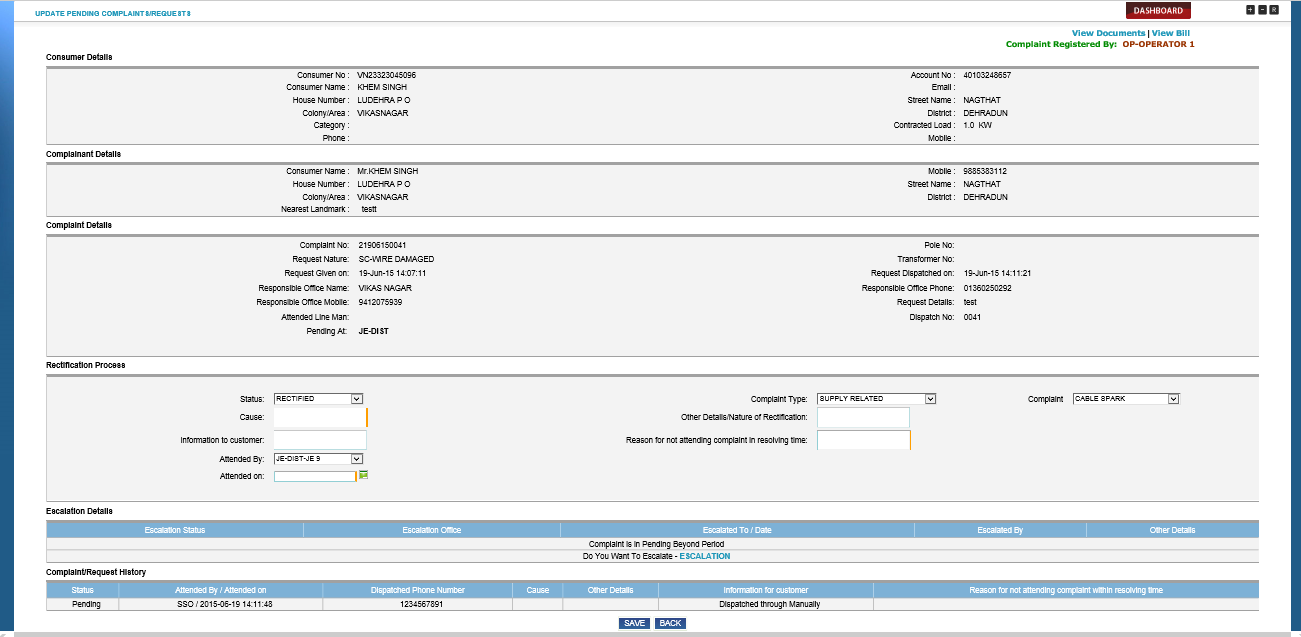 UPDATE PENDING COMPLAINTS/REQUESTS DASHBOARD + - R
View Documents | View Bill
Complaint Registered By: OP-OPERATOR 1
Consumer Details
Consumer No : VN23323045096 Account No : 40103248657
Consumer Name : KHEM SINGH Email :
House Number : LUDEHRA P O Street Name : NAGTHAT
Colony/Area : VIKASNAGAR District : DEHRADUN
Category : Contracted Load : 1.0 KW
Phone : Mobile :
Complainant Details
Consumer Name : Mr.KHEM SINGH Mobile : 9885383112
House Number : LUDEHRA P O Street Name : NAGTHAT
Colony/Area : VIKASNAGAR District : DEHRADUN
Nearest Landmark : testt
Complaint Details
Complaint No: 21906150041 Pole No:
Request Nature: SC-WIRE DAMAGED Transformer No:
Request Given on: 19-Jun-15 14:07:11 Request Dispatched on: 19-Jun-15 14:11:21
Responsible Office Name: VIKAS NAGAR Responsible Office Phone: 01360250292
Responsible Office Mobile: 9412075939 Request Details: test
Attended Line Man: Dispatch No: 0041
Pending At: JE-DIST
Rectification Process
Status: RECTIFIED Complaint Type: SUPPLY RELATED Complaint CABLE SPARK
Cause: Other Details/Nature of Rectification:
Information to customer: Reason for not attending complaint in resolving time:
Attended By: JE-DIST-JE 9
Attended on:
Escalation Details
Escalation Status Escalation Office Escalated To / Date Escalated By Other Details
Complaint Is In Pending Beyond Period
Do You Want To Escalate - ESCALATION
Complaint/Request History
Status Attended By / Attended on Dispatched Phone Number Cause Other Details Information for customer Reason for not attending complaint within resolving time
Pending SSO / 2015-06-19 14:11:48 1234567891 Dispatched through Manually
SAVE BACK